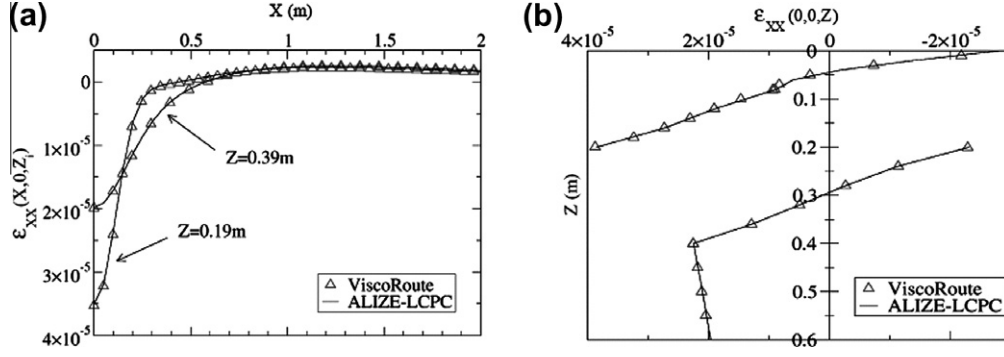 (a)
X (m)
0 0.5 1 1.5 2
0
1×10⁻⁵
2×10⁻⁵
3×10⁻⁵
4×10⁻⁵
ε_XX(X,0,Z_i)
Z=0.39m
Z=0.19m
ViscoRoute
ALIZE-LCPC
(b)
ε_XX(0,0,Z)
4×10⁻⁵ 2×10⁻⁵ 0 -2×10⁻⁵
0
0.1
0.2
0.3
0.4
0.5
0.6
Z (m)
ViscoRoute
ALIZE-LCPC